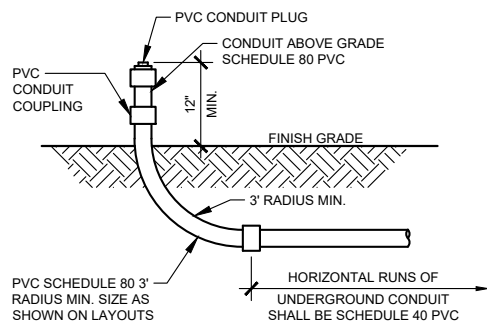 PVC CONDUIT PLUG
CONDUIT ABOVE GRADE
SCHEDULE 80 PVC
PVC
CONDUIT
COUPLING
12"
MIN.
FINISH GRADE
3' RADIUS MIN.
PVC SCHEDULE 80 3'
RADIUS MIN. SIZE AS
SHOWN ON LAYOUTS
HORIZONTAL RUNS OF
UNDERGROUND CONDUIT
SHALL BE SCHEDULE 40 PVC